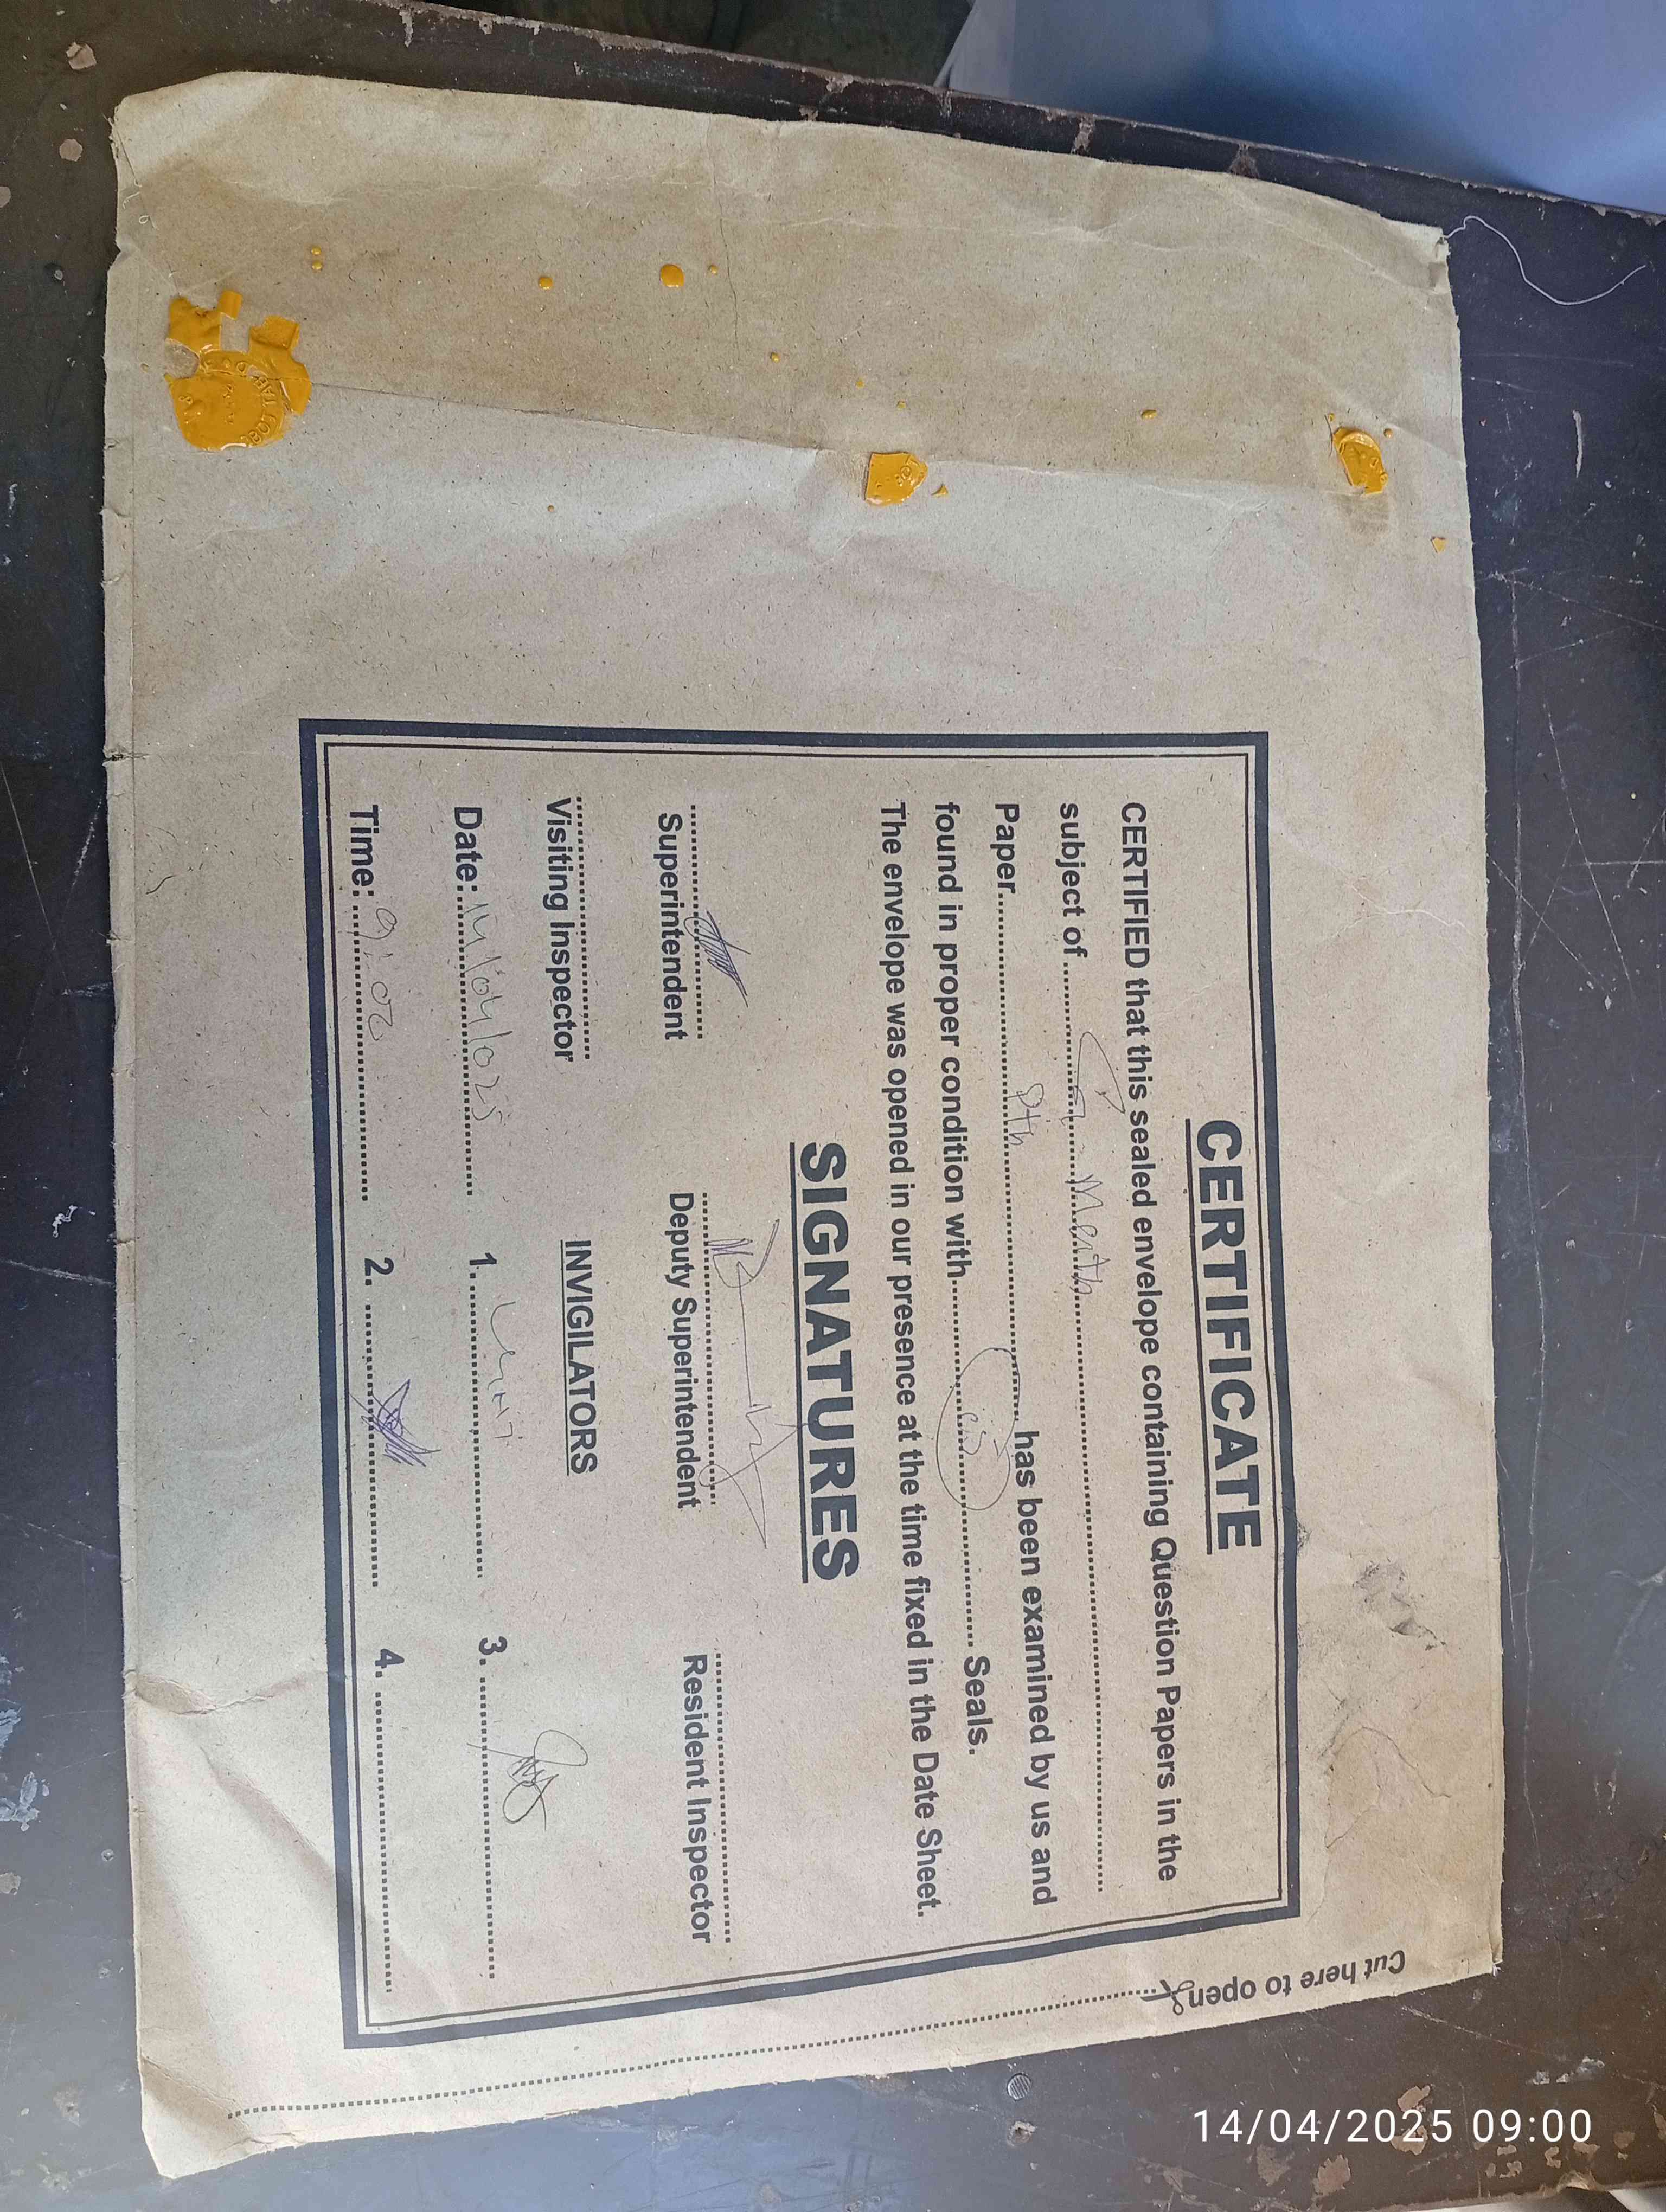 CERTIFICATE
CERTIFIED that this sealed envelope containing Question Papers in the
subject of ........ G. Math ........
Paper........ 9th ........ has been examined by us and
found in proper condition with................ Seals.
The envelope was opened in our presence at the time fixed in the Date Sheet.
SIGNATURES
Superintendent Deputy Superintendent Resident Inspector
Visiting Inspector INVIGILATORS
Date: 14/04/025 1. ................ 3. ................
Time: 9:00 2. ................ 4. ................
Cut here to open
14/04/2025 09:00